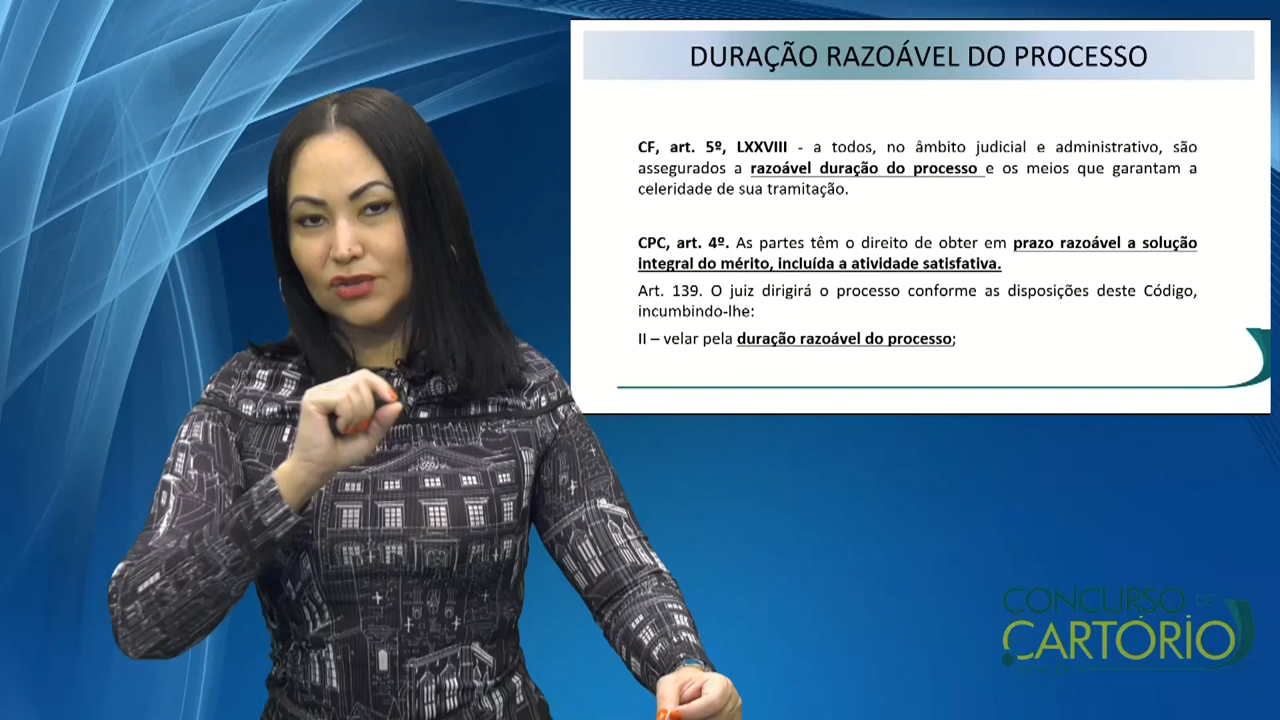 DURAÇÃO RAZOÁVEL DO PROCESSO
CF, art. 5º, LXXVIII - a todos, no âmbito judicial e administrativo, são
assegurados a razoável duração do processo e os meios que garantam a
celeridade de sua tramitação.
CPC, art. 4º. As partes têm o direito de obter em prazo razoável a solução
integral do mérito, incluída a atividade satisfativa.
Art. 139. O juiz dirigirá o processo conforme as disposições deste Código,
incumbindo-lhe:
II – velar pela duração razoável do processo;
CONCURSO DE
CARTÓRIO